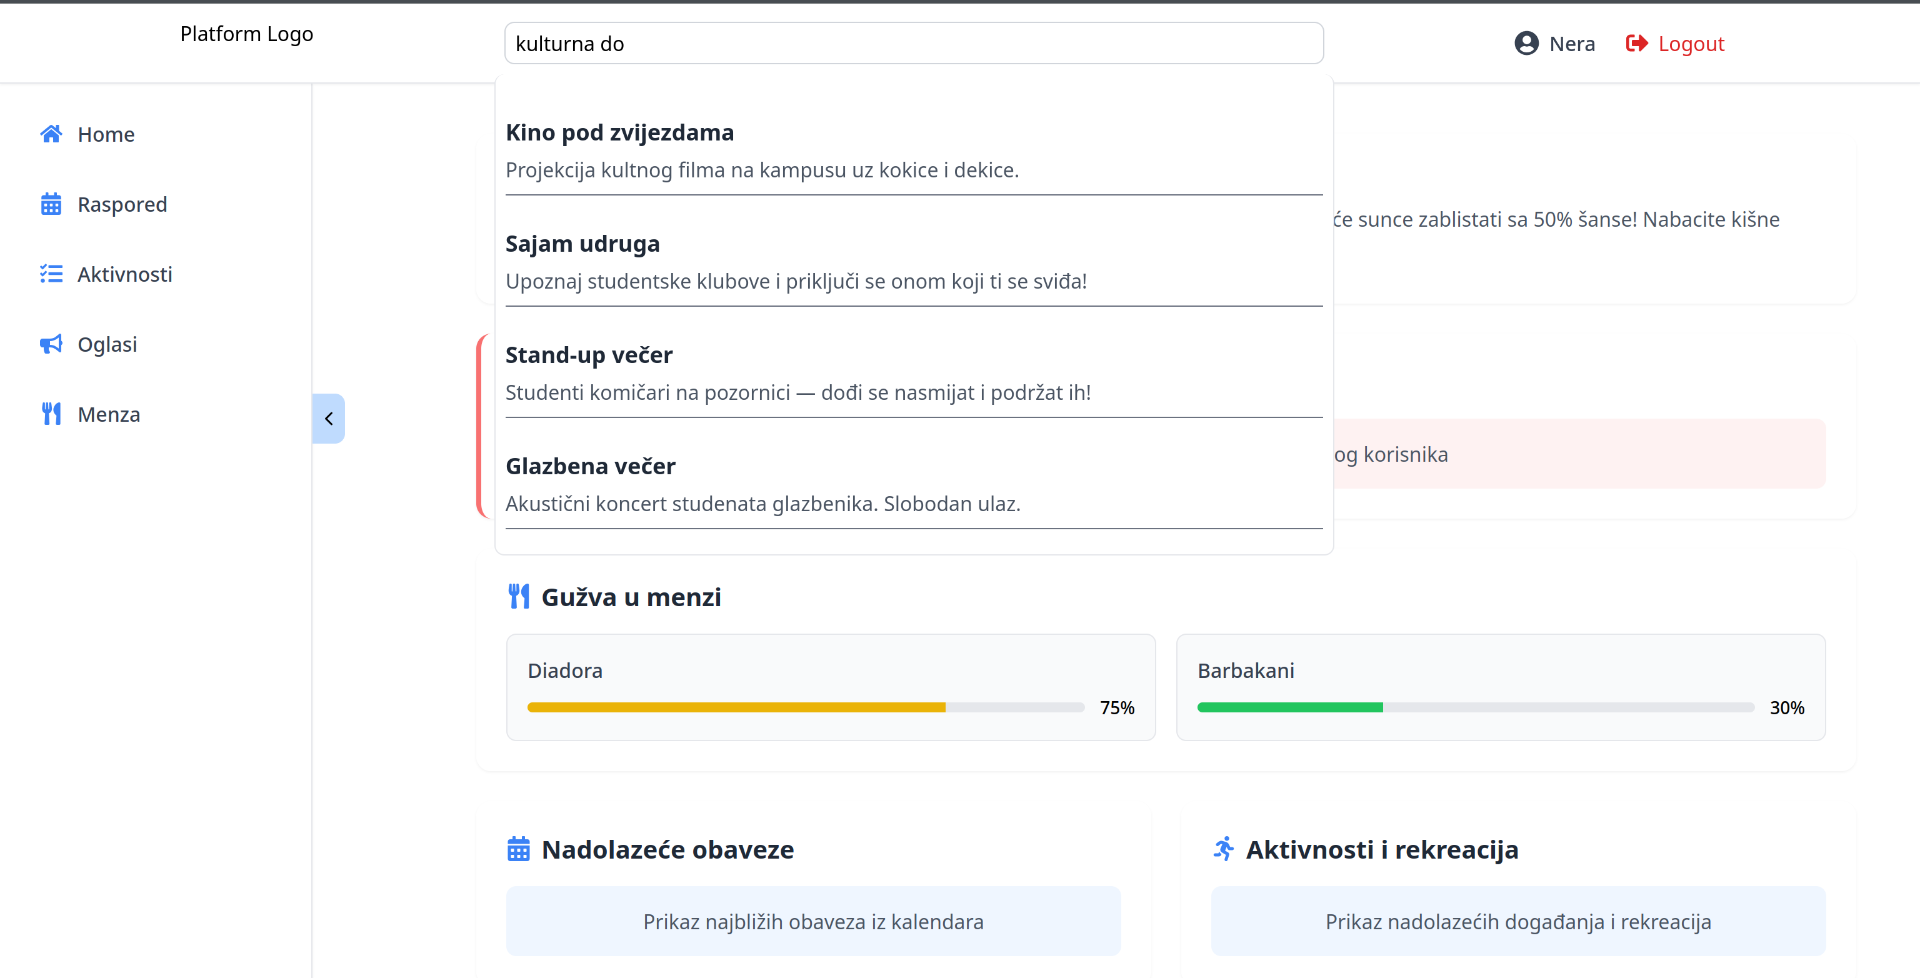 Platform Logo
kulturna do
Nera
Logout
Home
Raspored
Aktivnosti
Oglasi
Menza
Kino pod zvijezdama
Projekcija kultnog filma na kampusu uz kokice i dekice.
Sajam udruga
Upoznaj studentske klubove i priključi se onom koji ti se sviđa!
Stand-up večer
Studenti komičari na pozornici — dođi se nasmijat i podržat ih!
Glazbena večer
Akustični koncert studenata glazbenika. Slobodan ulaz.
će sunce zablistati sa 50% šanse! Nabacite kišne
og korisnika
Gužva u menzi
Diadora
75%
Barbakani
30%
Nadolazeće obaveze
Prikaz najbližih obaveza iz kalendara
Aktivnosti i rekreacija
Prikaz nadolazećih događanja i rekreacija